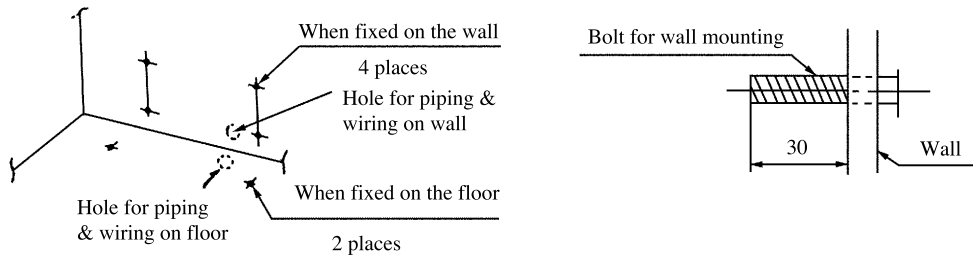 When fixed on the wall
4 places
Hole for piping &
wiring on wall
When fixed on the floor
2 places
Hole for piping
& wiring on floor
Bolt for wall mounting
30
Wall